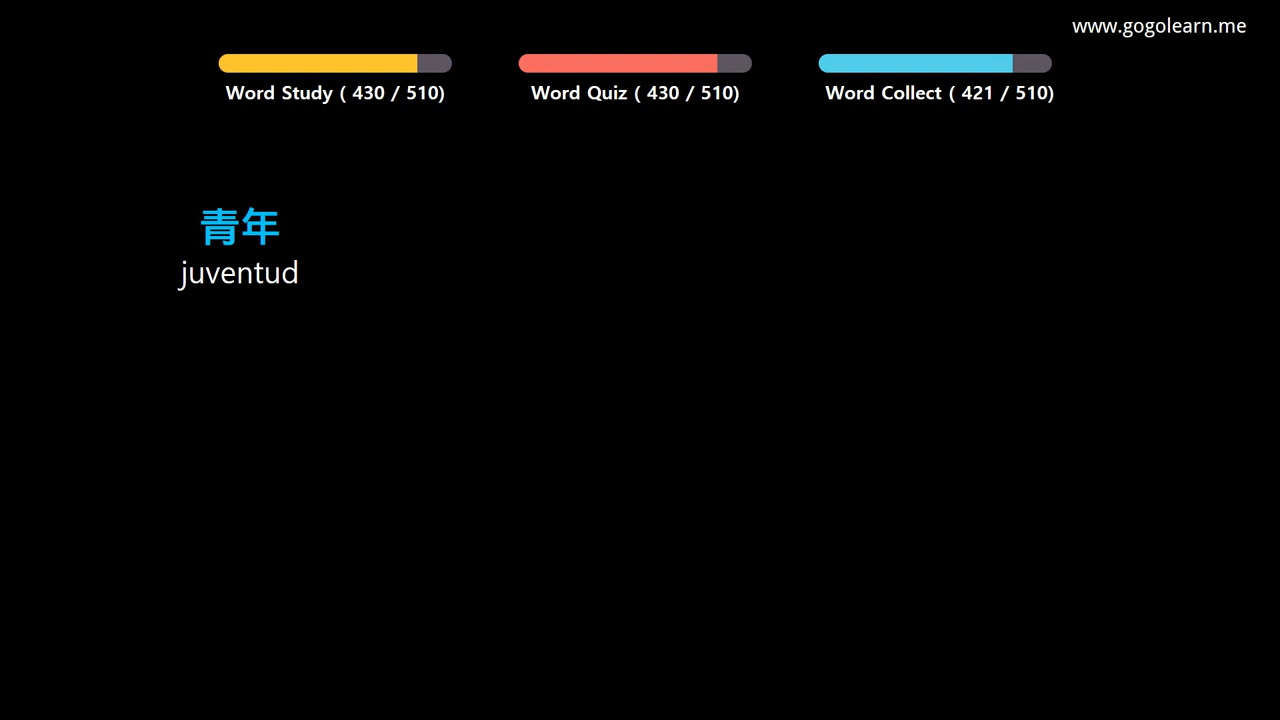 www.gogolearn.me
Word Study ( 430 / 510)
Word Quiz ( 430 / 510)
Word Collect ( 421 / 510)
青年
juventud